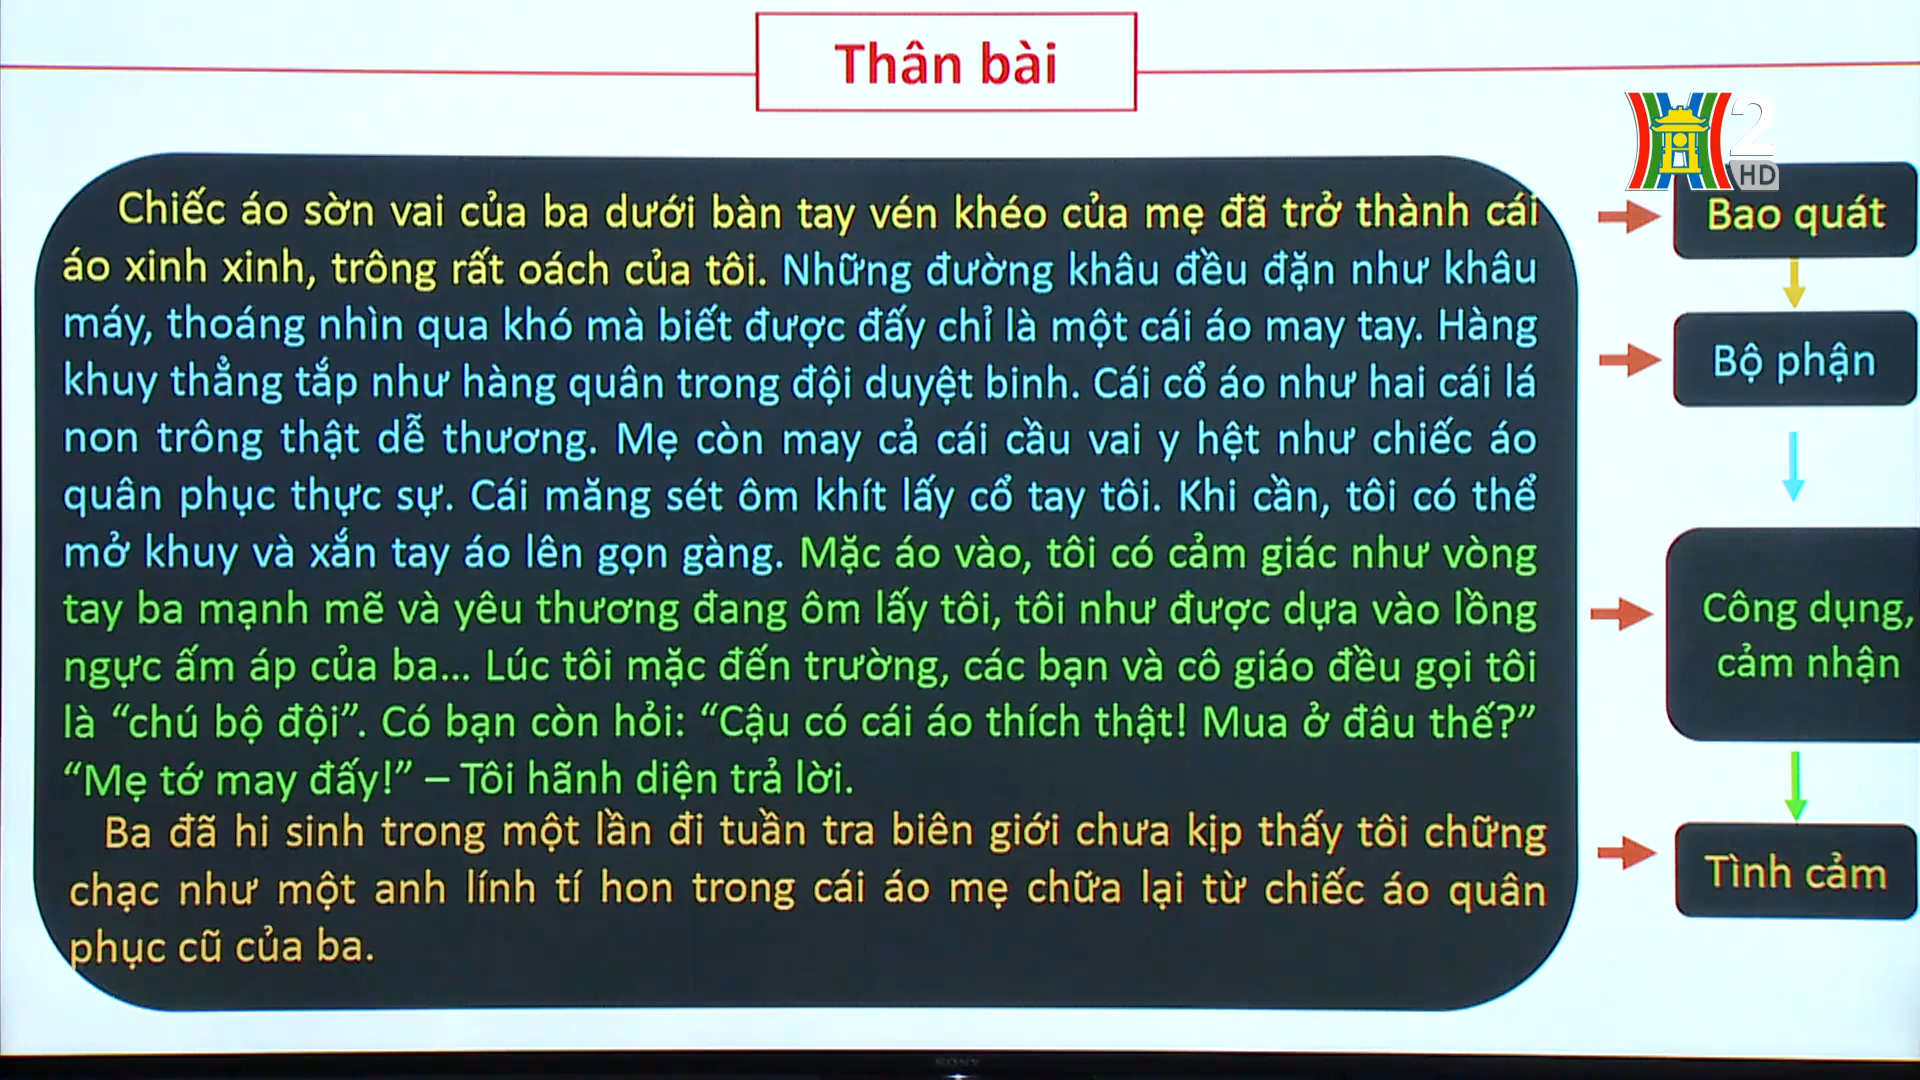 Thân bài
2
HD
Chiếc áo sờn vai của ba dưới bàn tay vén khéo của mẹ đã trở thành cái
áo xinh xinh, trông rất oách của tôi. Những đường khâu đều đặn như khâu
máy, thoáng nhìn qua khó mà biết được đấy chỉ là một cái áo may tay. Hàng
khuy thẳng tắp như hàng quân trong đội duyệt binh. Cái cổ áo như hai cái lá
non trông thật dễ thương. Mẹ còn may cả cái cầu vai y hệt như chiếc áo
quân phục thực sự. Cái măng sét ôm khít lấy cổ tay tôi. Khi cần, tôi có thể
mở khuy và xắn tay áo lên gọn gàng. Mặc áo vào, tôi có cảm giác như vòng
tay ba mạnh mẽ và yêu thương đang ôm lấy tôi, tôi như được dựa vào lồng
ngực ấm áp của ba... Lúc tôi mặc đến trường, các bạn và cô giáo đều gọi tôi
là “chú bộ đội”. Có bạn còn hỏi: “Cậu có cái áo thích thật! Mua ở đâu thế?”
“Mẹ tớ may đấy!” – Tôi hãnh diện trả lời.
Ba đã hi sinh trong một lần đi tuần tra biên giới chưa kịp thấy tôi chững
chạc như một anh lính tí hon trong cái áo mẹ chữa lại từ chiếc áo quân
phục cũ của ba.
Bao quát
Bộ phận
Công dụng,
cảm nhận
Tình cảm
SONY